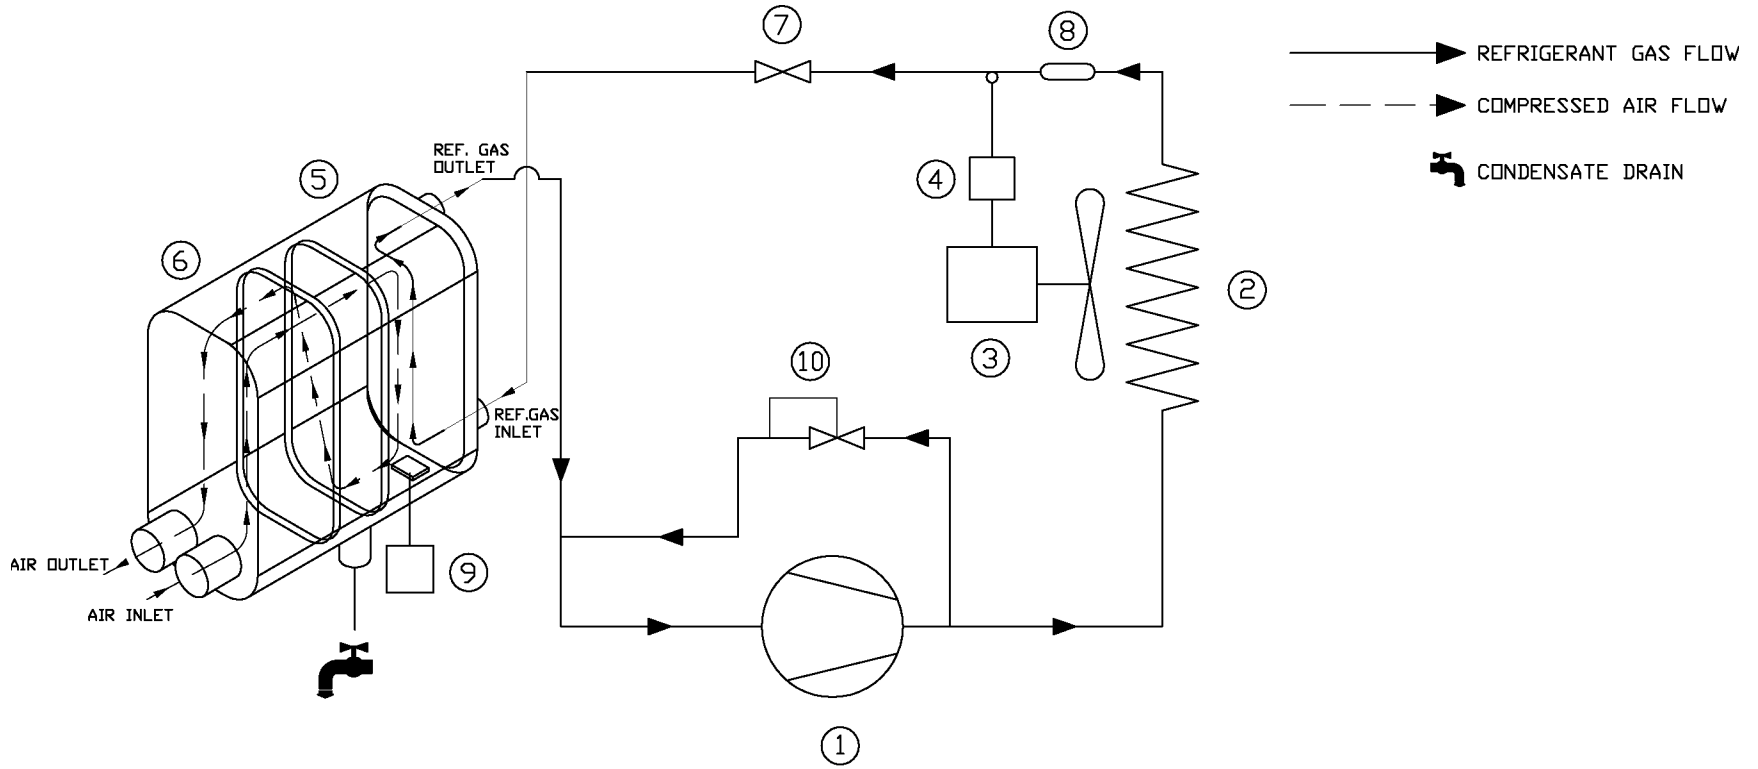 7
8
REFRIGERANT GAS FLOW
COMPRESSED AIR FLOW
CONDENSATE DRAIN
REF. GAS
OUTLET
5
4
6
2
3
10
REF.GAS
INLET
AIR OUTLET
9
AIR INLET
1